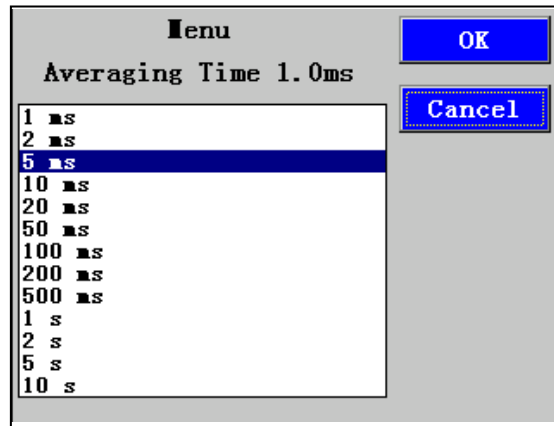 Menu
Averaging Time 1.0ms
OK
Cancel
1 ms
2 ms
5 ms
10 ms
20 ms
50 ms
100 ms
200 ms
500 ms
1 s
2 s
5 s
10 s